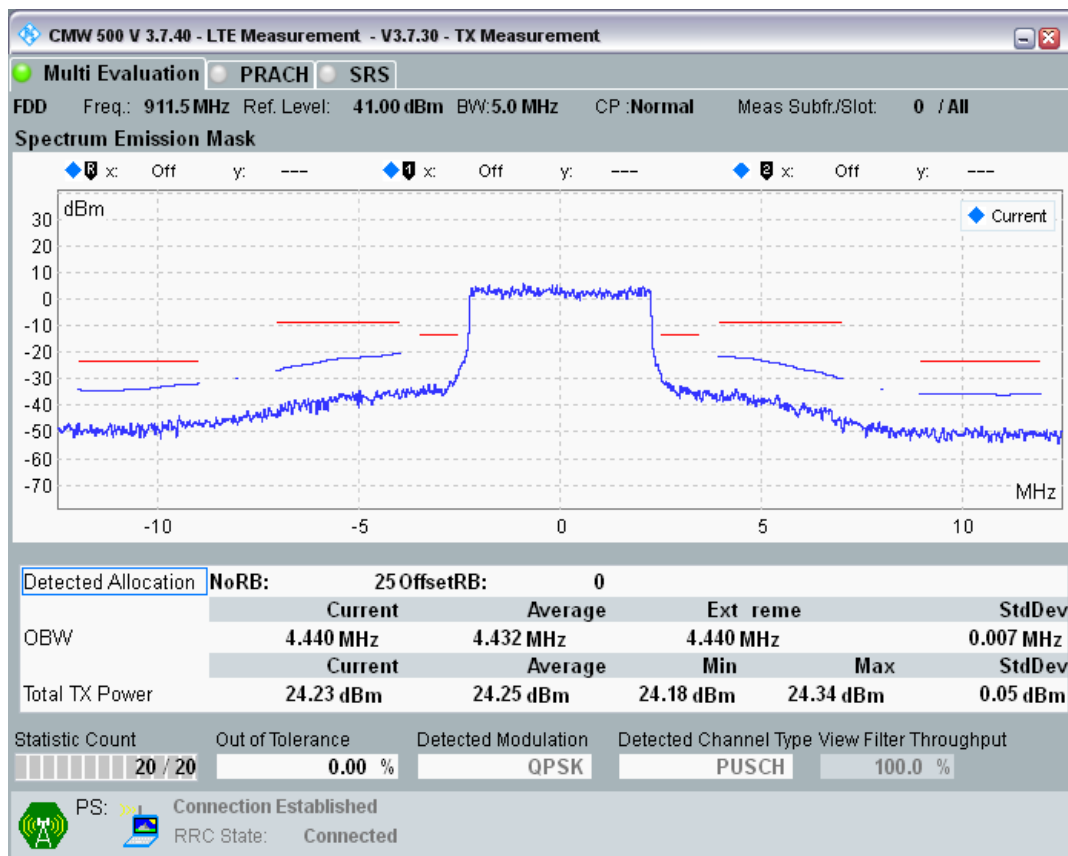 CMW 500 V 3.7.40 - LTE Measurement - V3.7.30 - TX Measurement
Multi Evaluation PRACH SRS
FDD Freq.: 911.5 MHz Ref. Level: 41.00 dBm BW: 5.0 MHz CP : Normal Meas Subfr./Slot: 0 / All
Spectrum Emission Mask
R x: Off y: --- 1 x: Off y: --- 2 x: Off y: ---
dBm
Current
30
20
10
0
-10
-20
-30
-40
-50
-60
-70
MHz
-10 -5 0 5 10
Detected Allocation NoRB: 25 OffsetRB: 0
Current Average Ext reme StdDev
OBW 4.440 MHz 4.432 MHz 4.440 MHz 0.007 MHz
Current Average Min Max StdDev
Total TX Power 24.23 dBm 24.25 dBm 24.18 dBm 24.34 dBm 0.05 dBm
Statistic Count Out of Tolerance Detected Modulation Detected Channel Type View Filter Throughput
20 / 20 0.00 % QPSK PUSCH 100.0 %
PS: Connection Established
RRC State: Connected